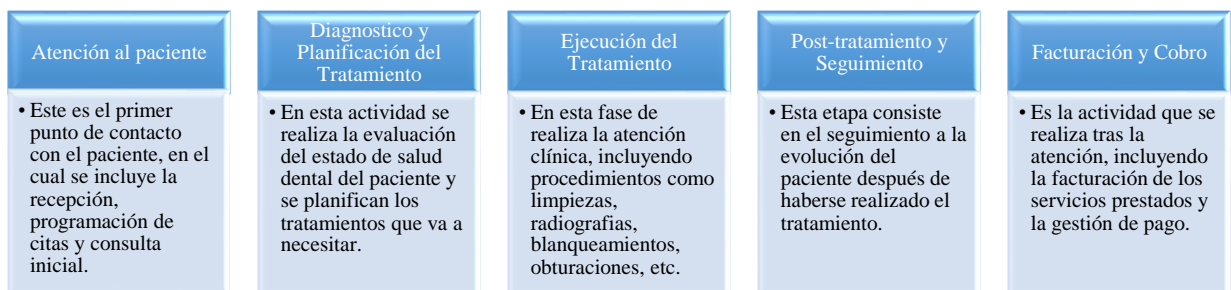 Atención al paciente
• Este es el primer
punto de contacto
con el paciente, en el
cual se incluye la
recepción,
programación de
citas y consulta
inicial.
Diagnostico y
Planificación del
Tratamiento
• En esta actividad se
realiza la evaluación
del estado de salud
dental del paciente y
se planifican los
tratamientos que va a
necesitar.
Ejecución del
Tratamiento
• En esta fase de
realiza la atención
clínica, incluyendo
procedimientos como
limpiezas,
radiografias,
blanqueamientos,
obturaciones, etc.
Post-tratamiento y
Seguimiento
• Esta etapa consiste
en el seguimiento a la
evolución del
paciente después de
haberse realizado el
tratamiento.
Facturación y Cobro
• Es la actividad que se
realiza tras la
atención, incluyendo
la facturación de los
servicios prestados y
la gestión de pago.